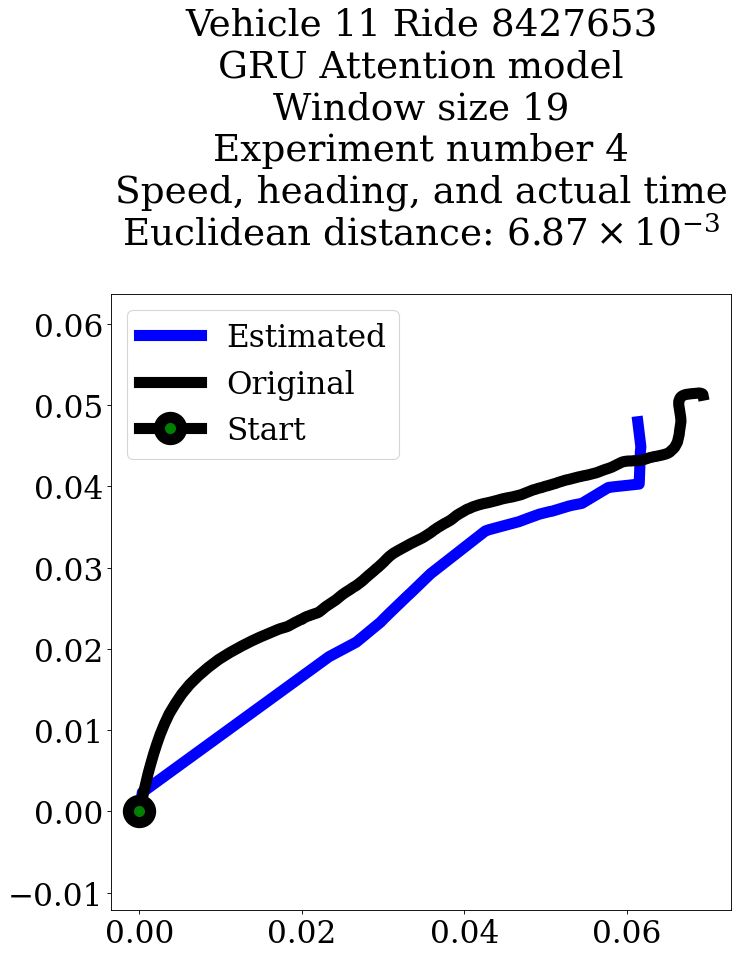 Vehicle 11 Ride 8427653
GRU Attention model
Window size 19
Experiment number 4
Speed, heading, and actual time
Euclidean distance: 6.87 × 10⁻³
0.06
0.05
0.04
0.03
0.02
0.01
0.00
−0.01
Estimated
Original
Start
0.00 0.02 0.04 0.06